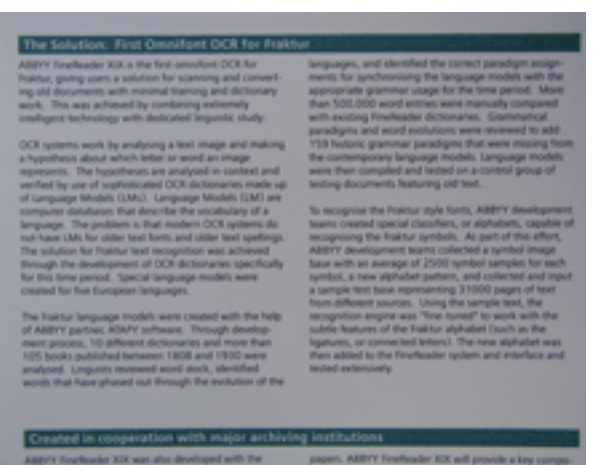 The Solution: First Omnifont OCR for Fraktur
ABBYY FineReader XIX is the first omnifont OCR for
Fraktur, giving users a solution for scanning and convert-
ing old documents with minimal training and dictionary
work. This was achieved by combining extremely
intelligent technology with dedicated linguistic study:
OCR systems work by analysing a text image and making
a hypothesis about which letter or word an image
represents. The hypotheses are analysed in context and
verified by use of sophisticated OCR dictionaries made up
of Language Models (LMs). Language Models (LM) are
computer databases that describe the vocabulary of a
language. The problem is that modern OCR systems do
not have LMs for older text fonts and older text spellings.
The solution for Fraktur text recognition was achieved
through the development of OCR dictionaries specifically
for this time period. Special language models were
created for five European languages.
The fraktur language models were created with the help
of ABBYY partner, ATAPY software. Through develop-
ment process, 10 different dictionaries and more than
105 books published between 1808 and 1930 were
analysed. Linguists reviewed word stock, identified
words that have phased out through the evolution of the
languages, and identified the correct paradigm assign-
ments for synchronising the language models with the
appropriate grammar usage for the time period. More
than 500.000 word entries were manually compared
with existing FineReader dictionaries. Grammatical
paradigms and word evolutions were reviewed to add
159 historic grammar paradigms that were missing from
the contemporary language models. Language models
were then compiled and tested on a control group of
testing documents featuring old text.
To recognise the Fraktur style fonts, ABBYY development
teams created special classifiers, or alphabets, capable of
recognising the fraktur symbols. As part of this effort,
ABBYY development teams collected a symbol image
base with an average of 2500 symbol samples for each
symbol, a new alphabet pattern, and collected and input
a sample test base representing 31000 pages of text
from different sources. Using the sample text, the
recognition engine was "fine-tuned" to work with the
subtle features of the fraktur alphabet (such as the
ligatures, or connected letters). The new alphabet was
then added to the FineReader system and interface and
tested extensively.
Created in cooperation with major archiving institutions
ABBYY FineReader XIX was also developed with the
papers. ABBYY FineReader XIX will provide a key compo-